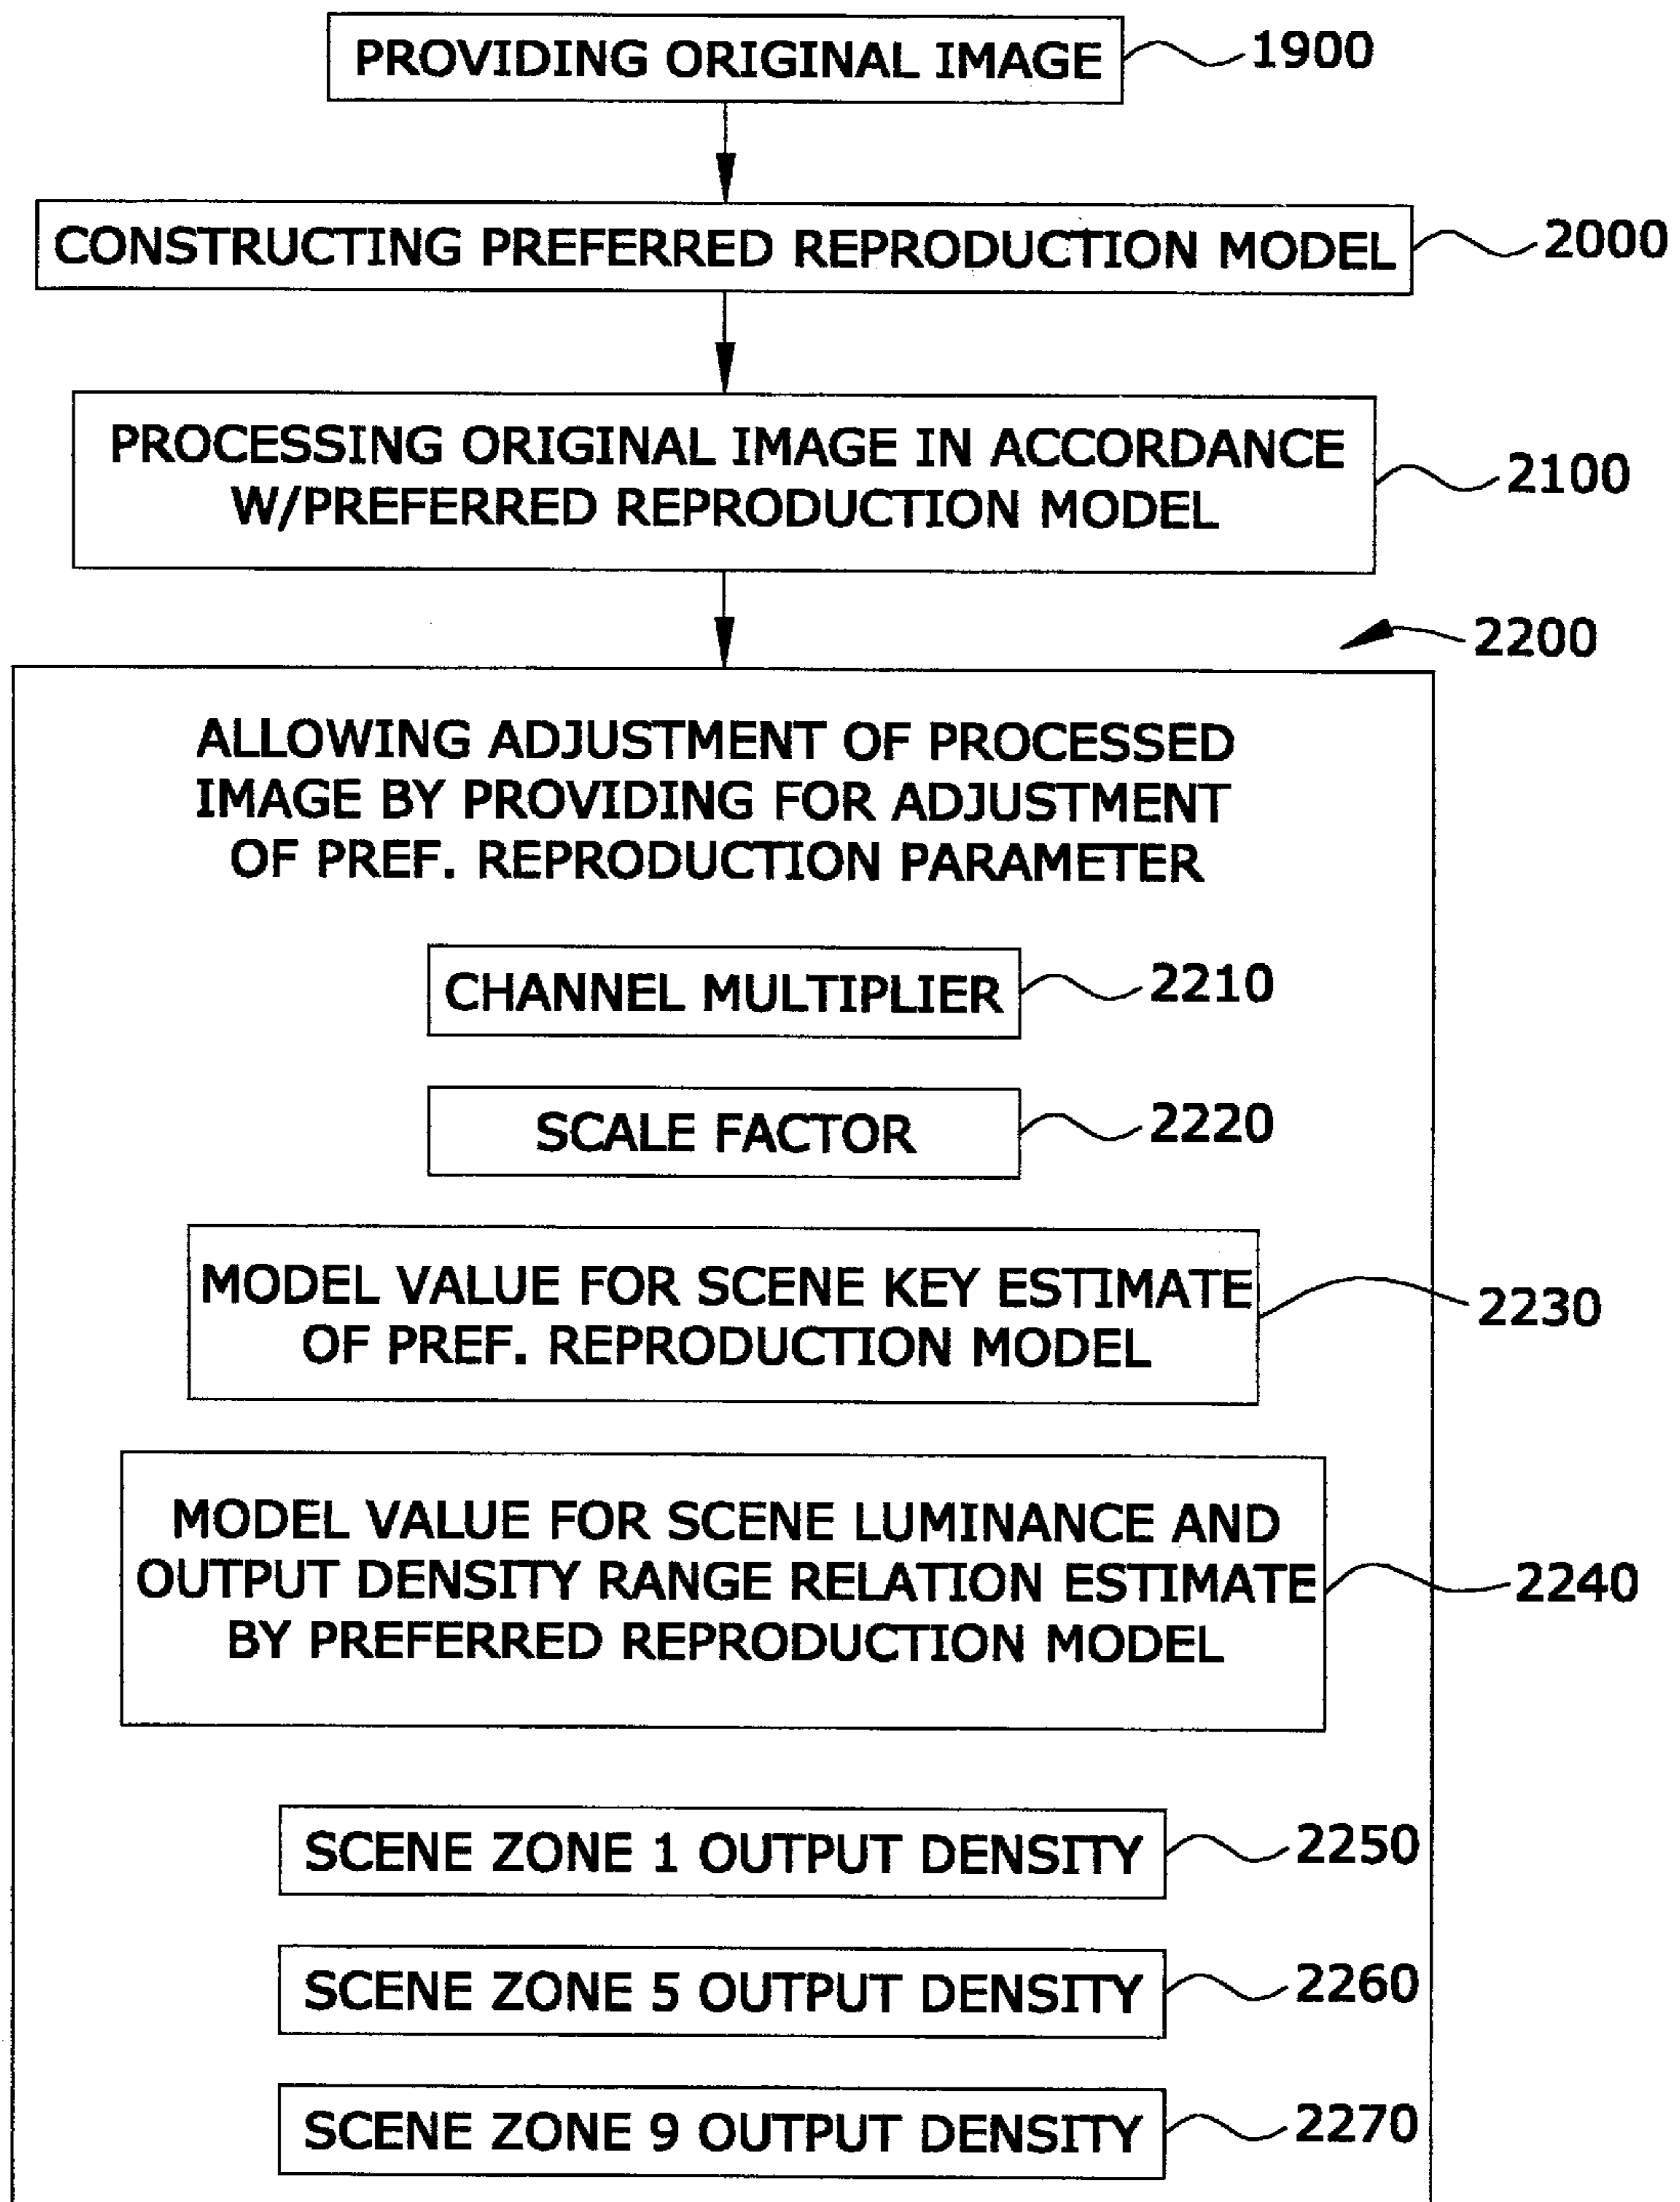 PROVIDING ORIGINAL IMAGE 1900
CONSTRUCTING PREFERRED REPRODUCTION MODEL 2000
PROCESSING ORIGINAL IMAGE IN ACCORDANCE
W/PREFERRED REPRODUCTION MODEL
2100
2200
ALLOWING ADJUSTMENT OF PROCESSED
IMAGE BY PROVIDING FOR ADJUSTMENT
OF PREF. REPRODUCTION PARAMETER
CHANNEL MULTIPLIER 2210
SCALE FACTOR 2220
MODEL VALUE FOR SCENE KEY ESTIMATE
OF PREF. REPRODUCTION MODEL
2230
MODEL VALUE FOR SCENE LUMINANCE AND
OUTPUT DENSITY RANGE RELATION ESTIMATE
BY PREFERRED REPRODUCTION MODEL
2240
SCENE ZONE 1 OUTPUT DENSITY 2250
SCENE ZONE 5 OUTPUT DENSITY 2260
SCENE ZONE 9 OUTPUT DENSITY 2270